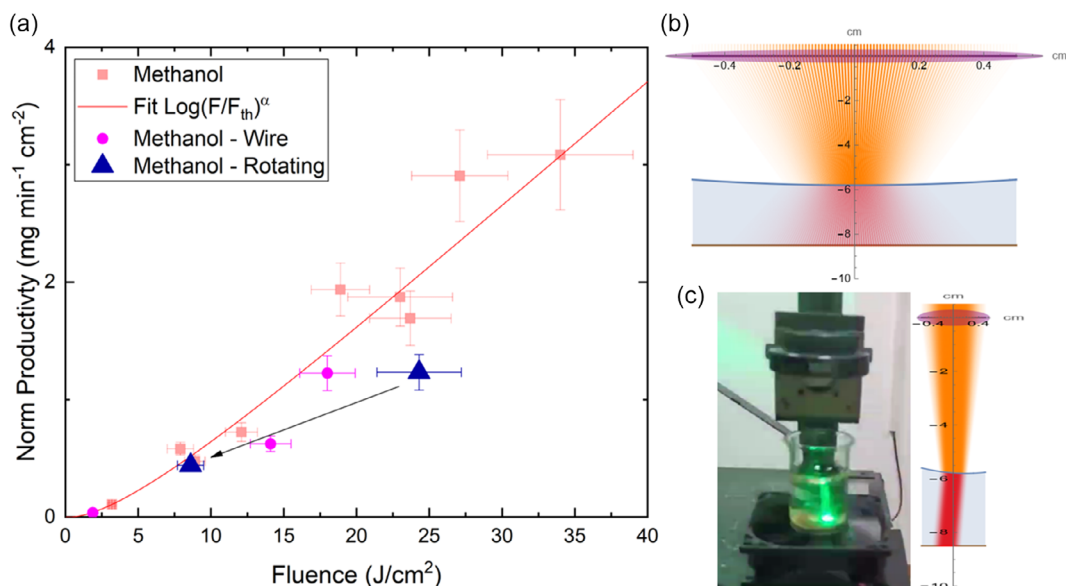 (a)
Norm Productivty (mg min⁻¹ cm⁻²)
4
2
0
Methanol
Fit Log(F/Fth)^α
Methanol - Wire
Methanol - Rotating
0 5 10 15 20 25 30 35 40
Fluence (J/cm²)
(b)
cm
cm
-0.4 -0.2 0.2 0.4
-2
-4
-6
-8
-10
(c)
cm
cm
-0.4 0.4
-2
-4
-6
-8
-10